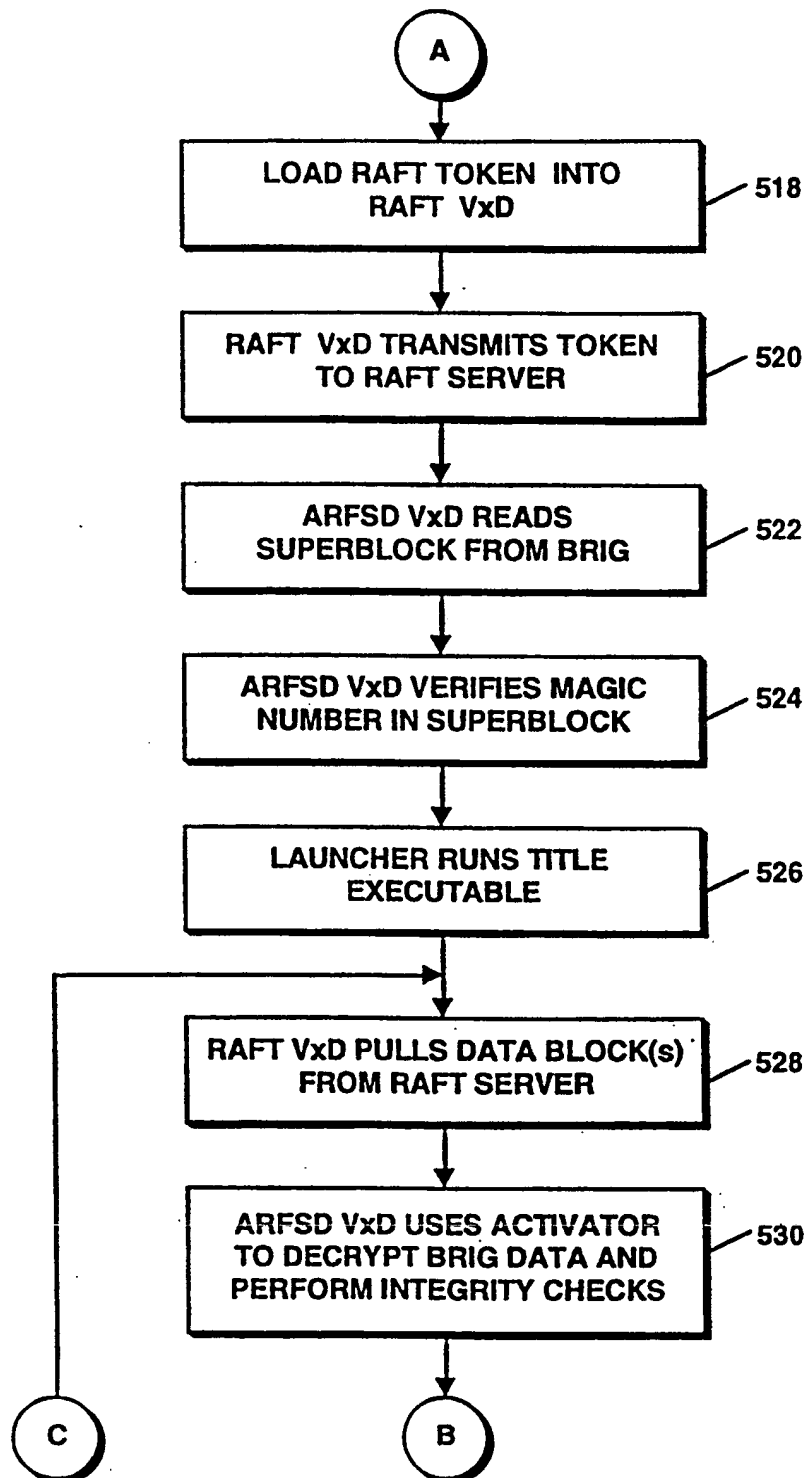 A
LOAD RAFT TOKEN INTO
RAFT VxD
518
RAFT VxD TRANSMITS TOKEN
TO RAFT SERVER
520
ARFSD VxD READS
SUPERBLOCK FROM BRIG
522
ARFSD VxD VERIFIES MAGIC
NUMBER IN SUPERBLOCK
524
LAUNCHER RUNS TITLE
EXECUTABLE
526
RAFT VxD PULLS DATA BLOCK(s)
FROM RAFT SERVER
528
ARFSD VxD USES ACTIVATOR
TO DECRYPT BRIG DATA AND
PERFORM INTEGRITY CHECKS
530
C
B